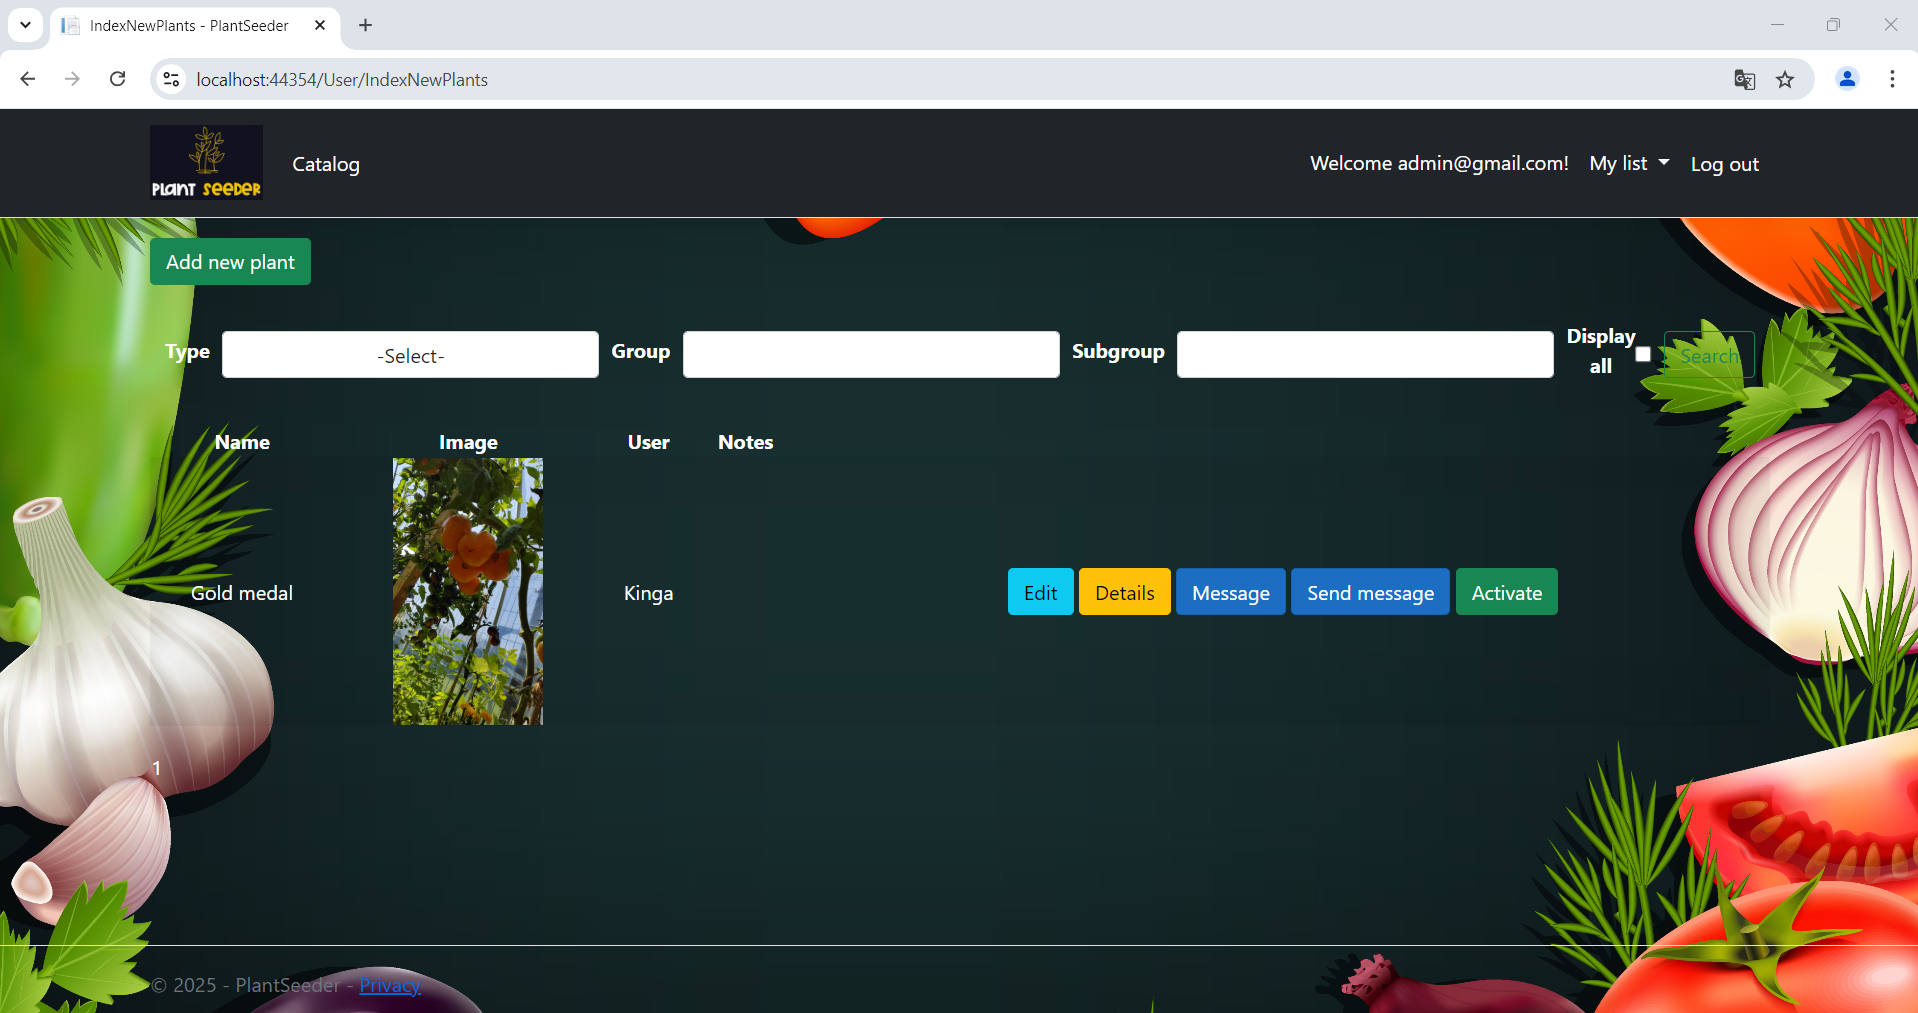 IndexNewPlants - PlantSeeder
localhost:44354/User/IndexNewPlants
PLANT SEEDER
Catalog
Welcome admin@gmail.com!
My list
Log out
Add new plant
Type
-Select-
Group
Subgroup
Display
all
Search
Name
Image
User
Notes
Gold medal
Kinga
Edit
Details
Message
Send message
Activate
1
© 2025 - PlantSeeder - Privacy